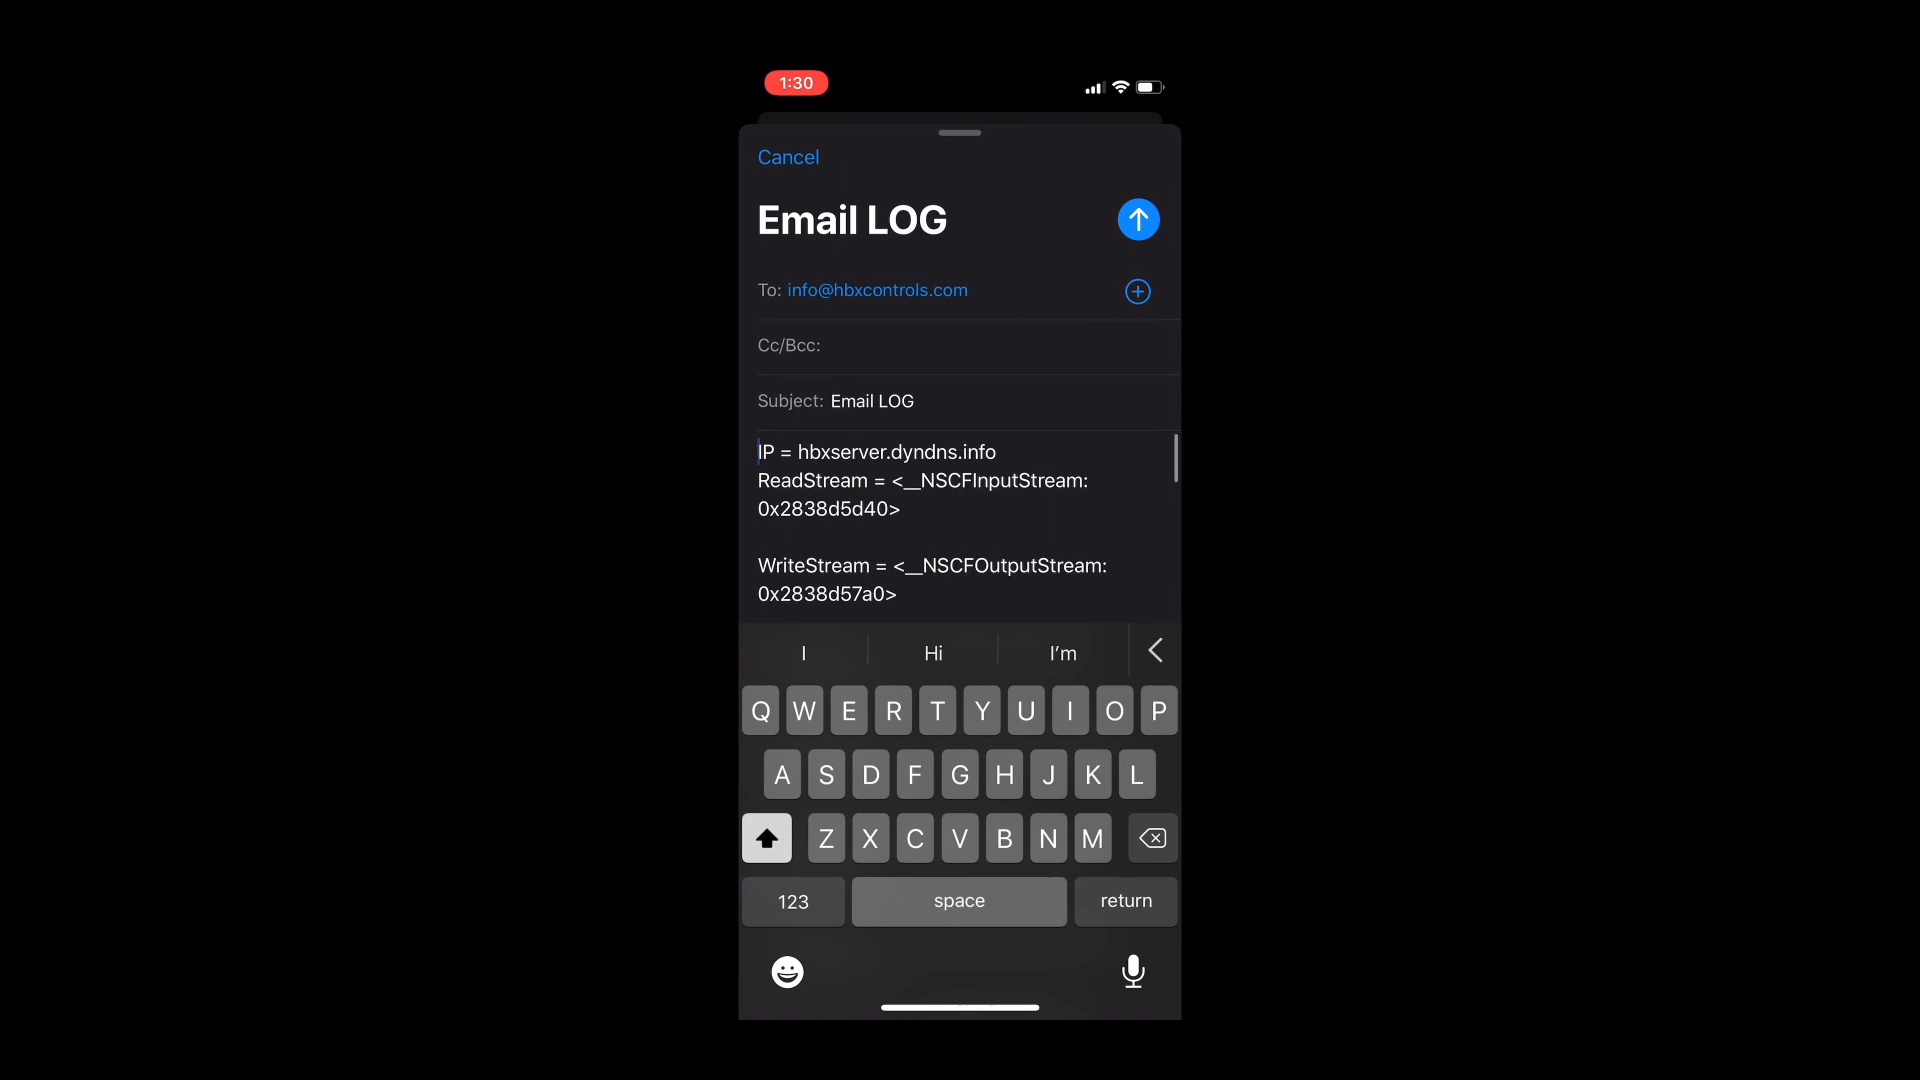 1:30
Cancel
Email LOG
To: info@hbxcontrols.com
Cc/Bcc:
Subject: Email LOG
IP = hbxserver.dyndns.info
ReadStream = <__NSCFInputStream:
0x2838d5d40>
WriteStream = <__NSCFOutputStream:
0x2838d57a0>
I Hi I’m
Q W E R T Y U I O P
A S D F G H J K L
Z X C V B N M
123 space return